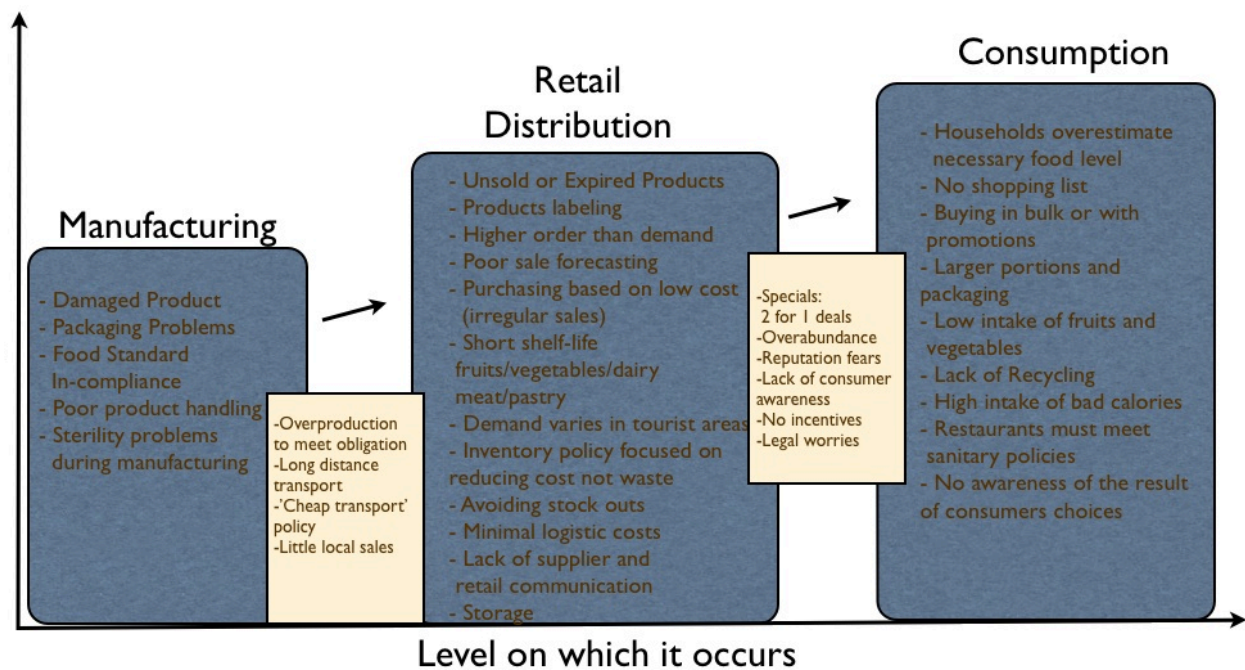 Manufacturing
- Damaged Product
- Packaging Problems
- Food Standard
In-compliance
- Poor product handling
- Sterility problems
during manufacturing
-Overproduction
to meet obligation
-Long distance
transport
-'Cheap transport'
policy
-Little local sales
Retail
Distribution
- Unsold or Expired Products
- Products labeling
- Higher order than demand
- Poor sale forecasting
- Purchasing based on low cost
(irregular sales)
- Short shelf-life
fruits/vegetables/dairy
meat/pastry
- Demand varies in tourist areas
- Inventory policy focused on
reducing cost not waste
- Avoiding stock outs
- Minimal logistic costs
- Lack of supplier and
retail communication
- Storage
-Specials:
2 for 1 deals
-Overabundance
-Reputation fears
-Lack of consumer
awareness
-No incentives
-Legal worries
Consumption
- Households overestimate
necessary food level
- No shopping list
- Buying in bulk or with
promotions
- Larger portions and
packaging
- Low intake of fruits and
vegetables
- Lack of Recycling
- High intake of bad calories
- Restaurants must meet
sanitary policies
- No awareness of the result
of consumers choices
Level on which it occurs